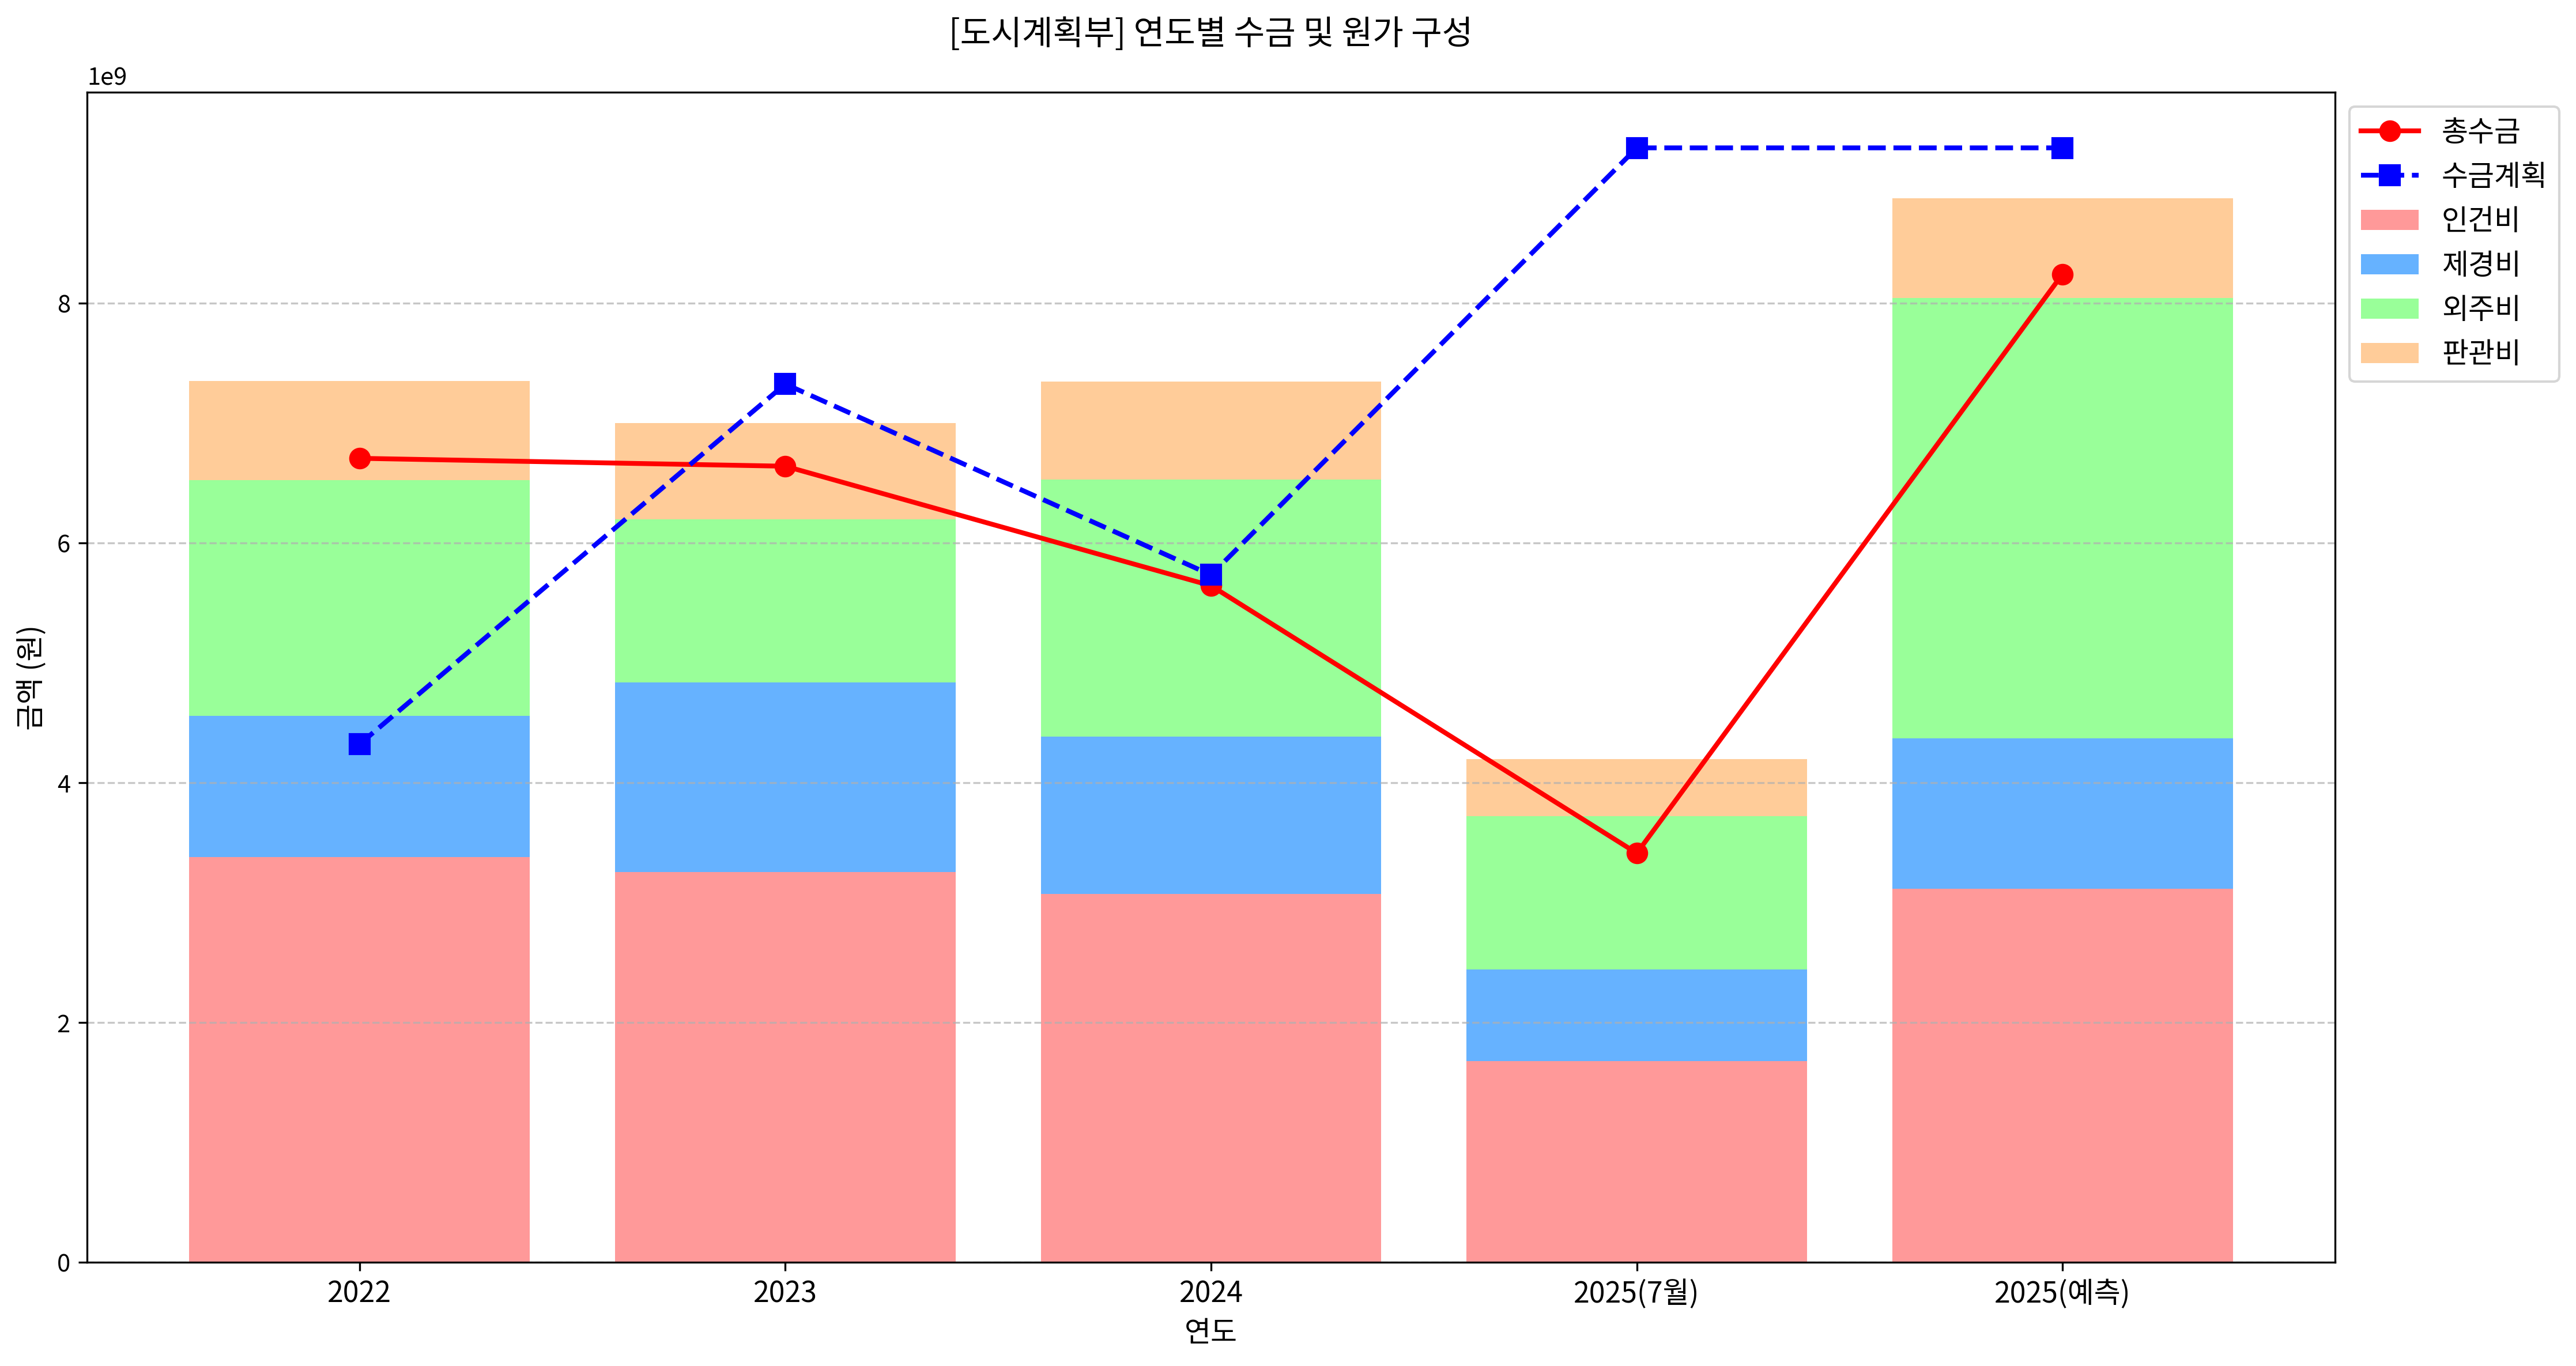 [도시계획부] 연도별 수금 및 원가 구성
1e9
총수금
수금계획
인건비
제경비
외주비
판관비
8
6
4
2
0
금액 (원)
2022
2023
2024
2025(7월)
2025(예측)
연도